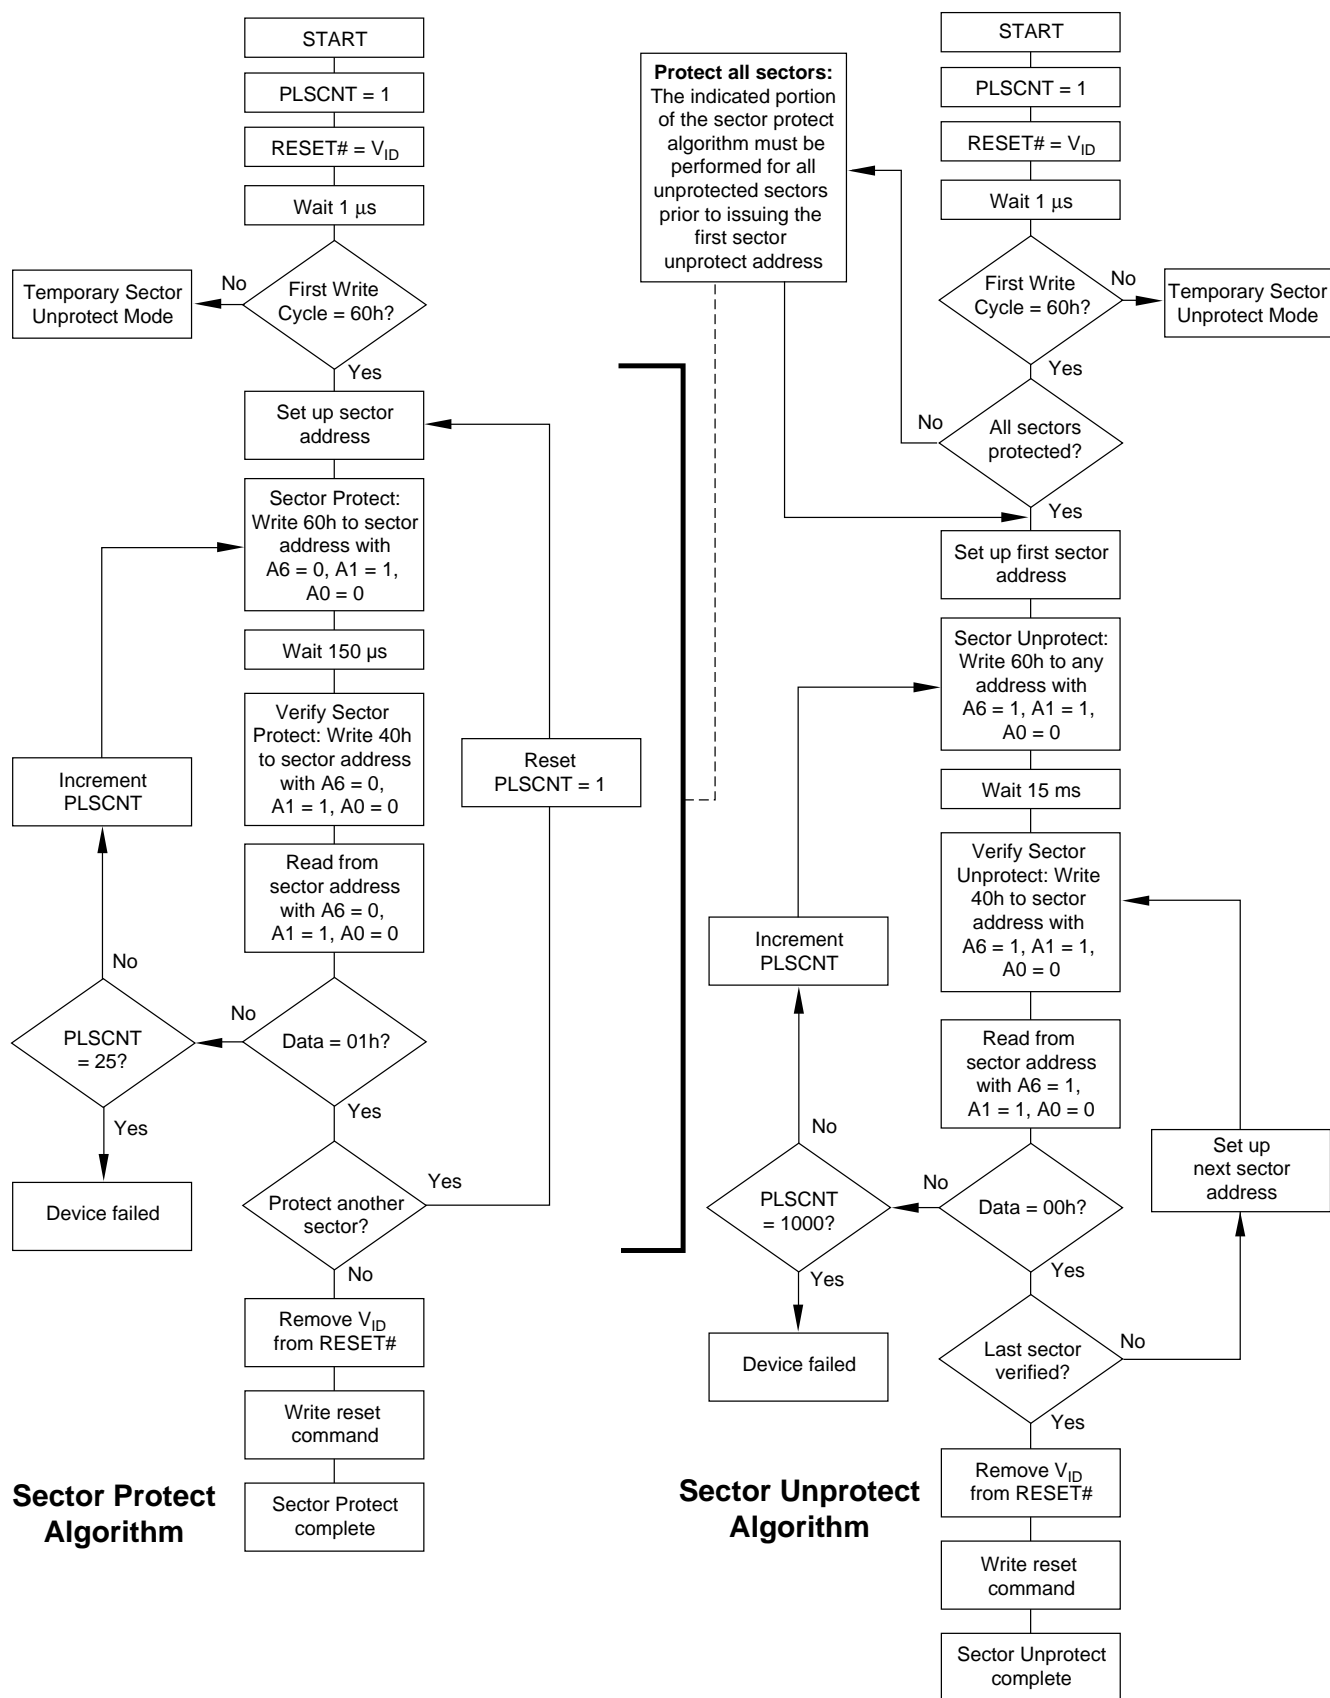 START
PLSCNT = 1
RESET# = VID
Wait 1 μs
First Write
Cycle = 60h?
No
Temporary Sector
Unprotect Mode
Yes
Set up sector
address
Sector Protect:
Write 60h to sector
address with
A6 = 0, A1 = 1,
A0 = 0
Wait 150 µs
Verify Sector
Protect: Write 40h
to sector address
with A6 = 0,
A1 = 1, A0 = 0
Reset
PLSCNT = 1
Increment
PLSCNT
Read from
sector address
with A6 = 0,
A1 = 1, A0 = 0
No
PLSCNT
= 25?
No
Data = 01h?
Yes
Yes
Device failed
Protect another
sector?
Yes
No
Remove VID
from RESET#
Write reset
command
Sector Protect
complete
Sector Protect
Algorithm
Protect all sectors:
The indicated portion
of the sector protect
algorithm must be
performed for all
unprotected sectors
prior to issuing the
first sector
unprotect address
START
PLSCNT = 1
RESET# = VID
Wait 1 μs
First Write
Cycle = 60h?
No
Temporary Sector
Unprotect Mode
Yes
No
All sectors
protected?
Yes
Set up first sector
address
Sector Unprotect:
Write 60h to any
address with
A6 = 1, A1 = 1,
A0 = 0
Wait 15 ms
Verify Sector
Unprotect: Write
40h to sector
address with
A6 = 1, A1 = 1,
A0 = 0
Increment
PLSCNT
Read from
sector address
with A6 = 1,
A1 = 1, A0 = 0
No
PLSCNT
= 1000?
No
Data = 00h?
Set up
next sector
address
Yes
Yes
Device failed
Last sector
verified?
No
Yes
Remove VID
from RESET#
Write reset
command
Sector Unprotect
complete
Sector Unprotect
Algorithm